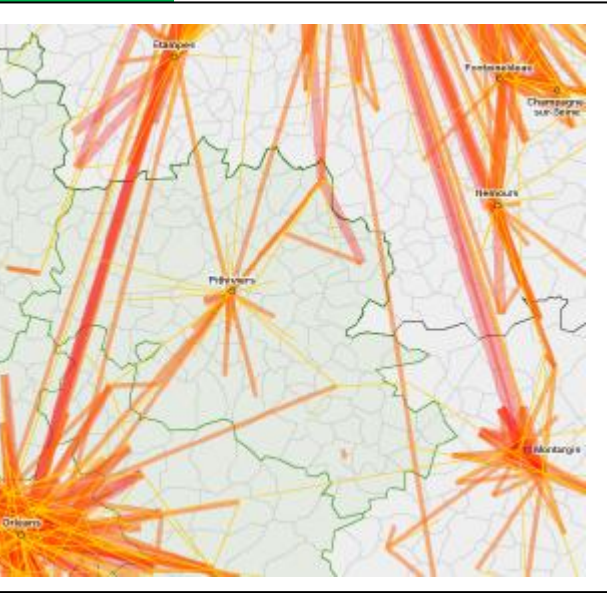 Etampes
Fontainebleau
Champagne
sur-Seine
Nemours
Pithiviers
Montargis
Orléans